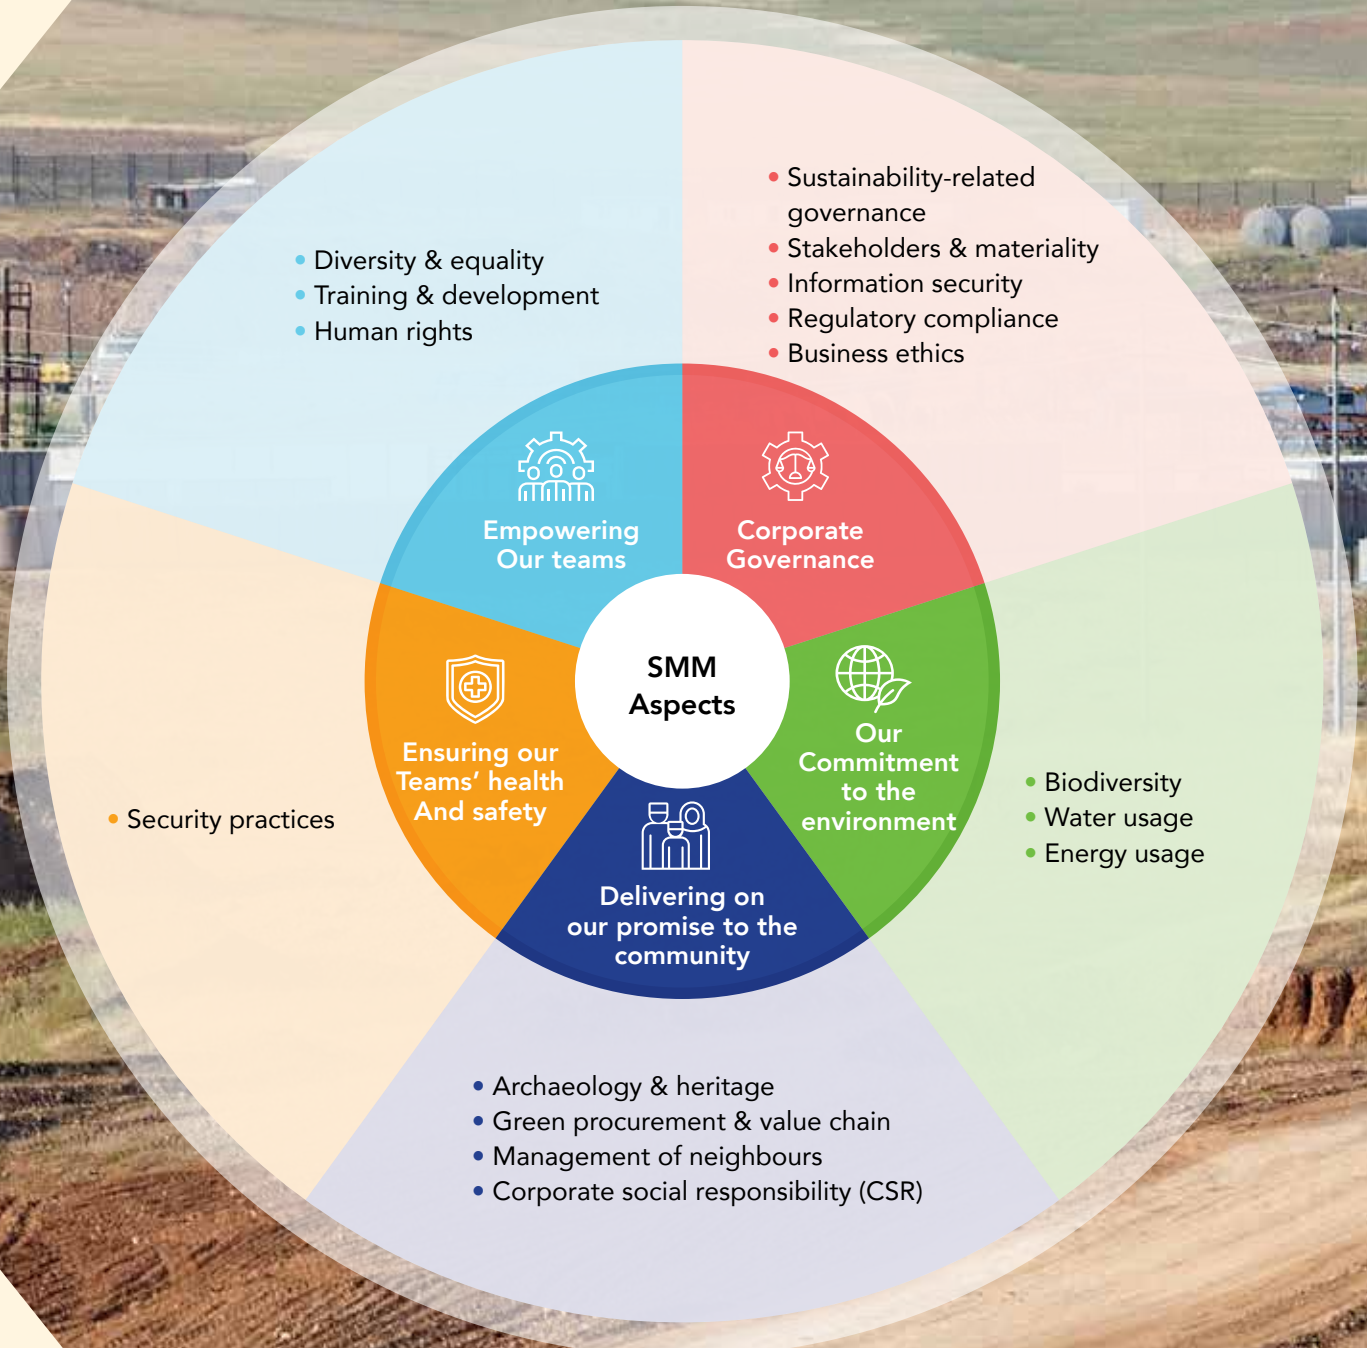 • Sustainability-related
governance
• Stakeholders & materiality
• Information security
• Regulatory compliance
• Business ethics
• Diversity & equality
• Training & development
• Human rights
Empowering
Our teams
Corporate
Governance
SMM
Aspects
Ensuring our
Teams’ health
And safety
Our
Commitment
to the
environment
Delivering on
our promise to the
community
• Security practices
• Biodiversity
• Water usage
• Energy usage
• Archaeology & heritage
• Green procurement & value chain
• Management of neighbours
• Corporate social responsibility (CSR)